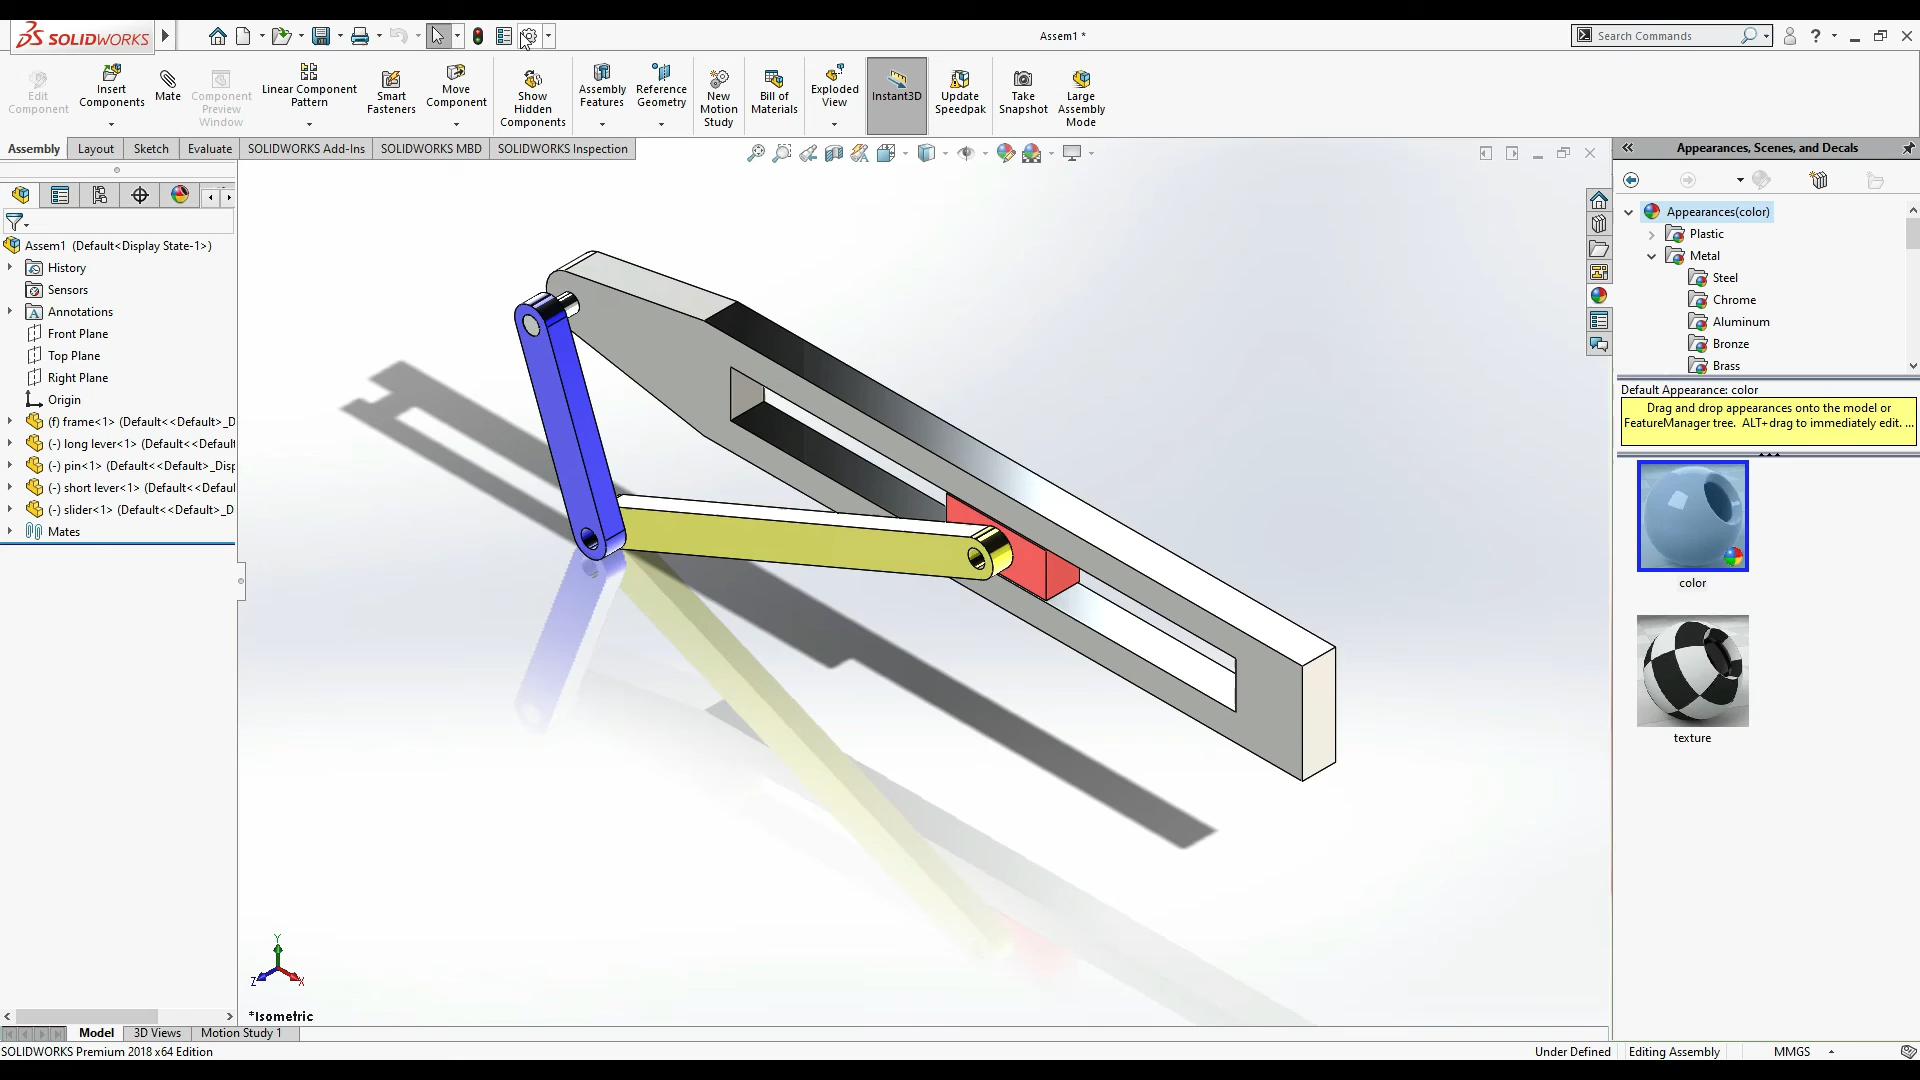 SOLIDWORKS
Assem1 *
Search Commands
?
Edit Component
Insert Components
Mate
Component Preview Window
Linear Component Pattern
Smart Fasteners
Move Component
Show Hidden Components
Assembly Features
Reference Geometry
New Motion Study
Bill of Materials
Exploded View
Instant3D
Update Speedpak
Take Snapshot
Large Assembly Mode
Assembly
Layout
Sketch
Evaluate
SOLIDWORKS Add-Ins
SOLIDWORKS MBD
SOLIDWORKS Inspection
Assem1 (Default<Display State-1>)
History
Sensors
Annotations
Front Plane
Top Plane
Right Plane
Origin
(f) frame<1> (Default<<Default>_D
(-) long lever<1> (Default<<Default
(-) pin<1> (Default<<Default>_Disp
(-) short lever<1> (Default<<Defaul
(-) slider<1> (Default<<Default>_D
Mates
Y
Z
X
*Isometric
Appearances, Scenes, and Decals
Appearances(color)
Plastic
Metal
Steel
Chrome
Aluminum
Bronze
Brass
Default Appearance: color
Drag and drop appearances onto the model or
FeatureManager tree. ALT+drag to immediately edit. ...
color
texture
Model
3D Views
Motion Study 1
SOLIDWORKS Premium 2018 x64 Edition
Under Defined
Editing Assembly
MMGS